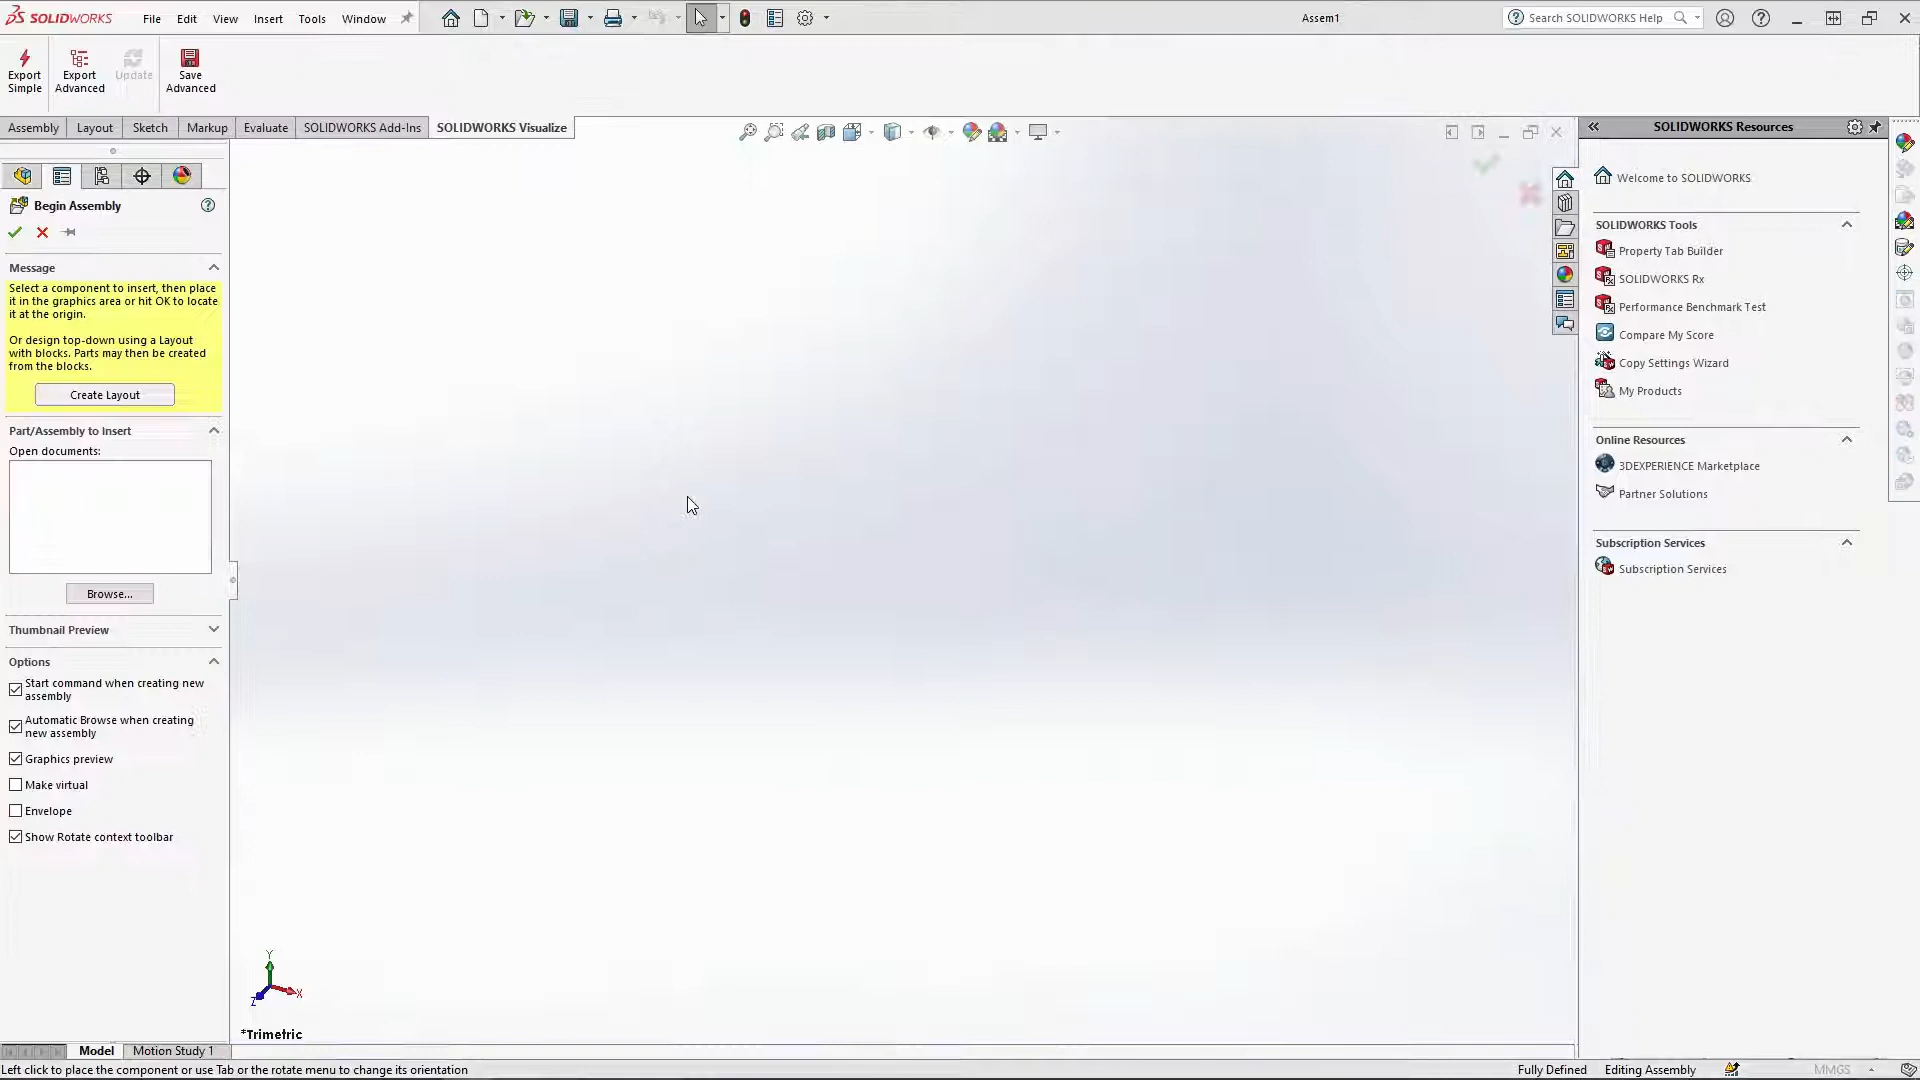 SOLIDWORKS File Edit View Insert Tools Window Assem1 Search SOLIDWORKS Help
Export Simple
Export Advanced
Update
Save Advanced
Assembly Layout Sketch Markup Evaluate SOLIDWORKS Add-Ins SOLIDWORKS Visualize
Begin Assembly
Message
Select a component to insert, then place
it in the graphics area or hit OK to locate
it at the origin.
Or design top-down using a Layout
with blocks. Parts may then be created
from the blocks.
Create Layout
Part/Assembly to Insert
Open documents:
Browse...
Thumbnail Preview
Options
Start command when creating new
assembly
Automatic Browse when creating
new assembly
Graphics preview
Make virtual
Envelope
Show Rotate context toolbar
Y
X
Z
*Trimetric
SOLIDWORKS Resources
Welcome to SOLIDWORKS
SOLIDWORKS Tools
Property Tab Builder
SOLIDWORKS Rx
Performance Benchmark Test
Compare My Score
Copy Settings Wizard
My Products
Online Resources
3DEXPERIENCE Marketplace
Partner Solutions
Subscription Services
Subscription Services
Model Motion Study 1
Left click to place the component or use Tab or the rotate menu to change its orientation Fully Defined Editing Assembly MMGS